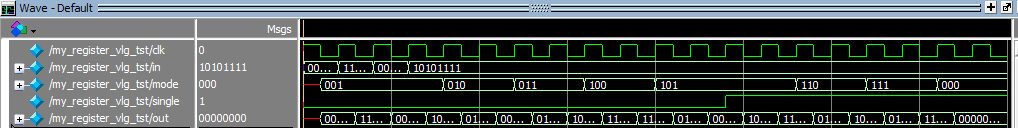 Wave - Default
Msgs
/my_register_vlg_tst/clk 0
/my_register_vlg_tst/in 10101111 00... 11... 00... 10101111
/my_register_vlg_tst/mode 000 001 010 011 100 101 110 111 000
/my_register_vlg_tst/single 1
/my_register_vlg_tst/out 00000000 00... 11... 00... 10... 01... 00... 01... 10... 11... 11... 01... 00... 10... 11... 01... 00... 10... 11... 00000...